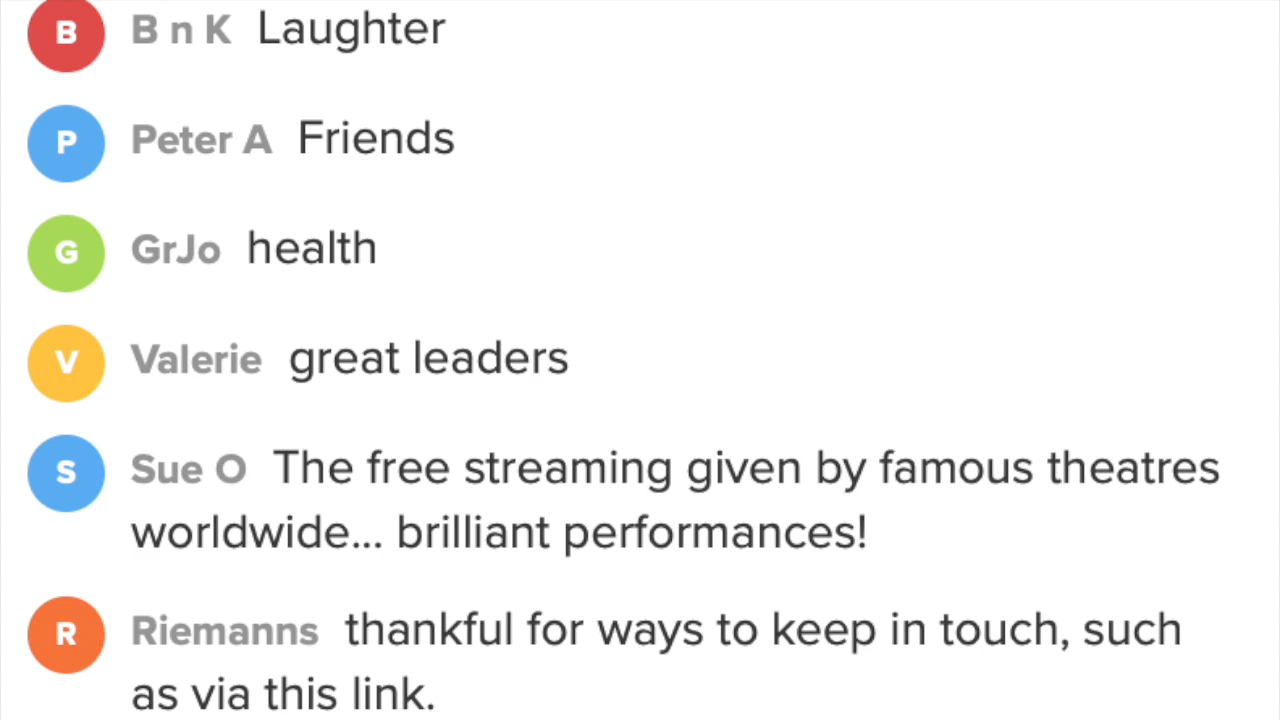 B B n K Laughter
P Peter A Friends
G GrJo health
V Valerie great leaders
S Sue O The free streaming given by famous theatres
worldwide... brilliant performances!
R Riemanns thankful for ways to keep in touch, such
as via this link.